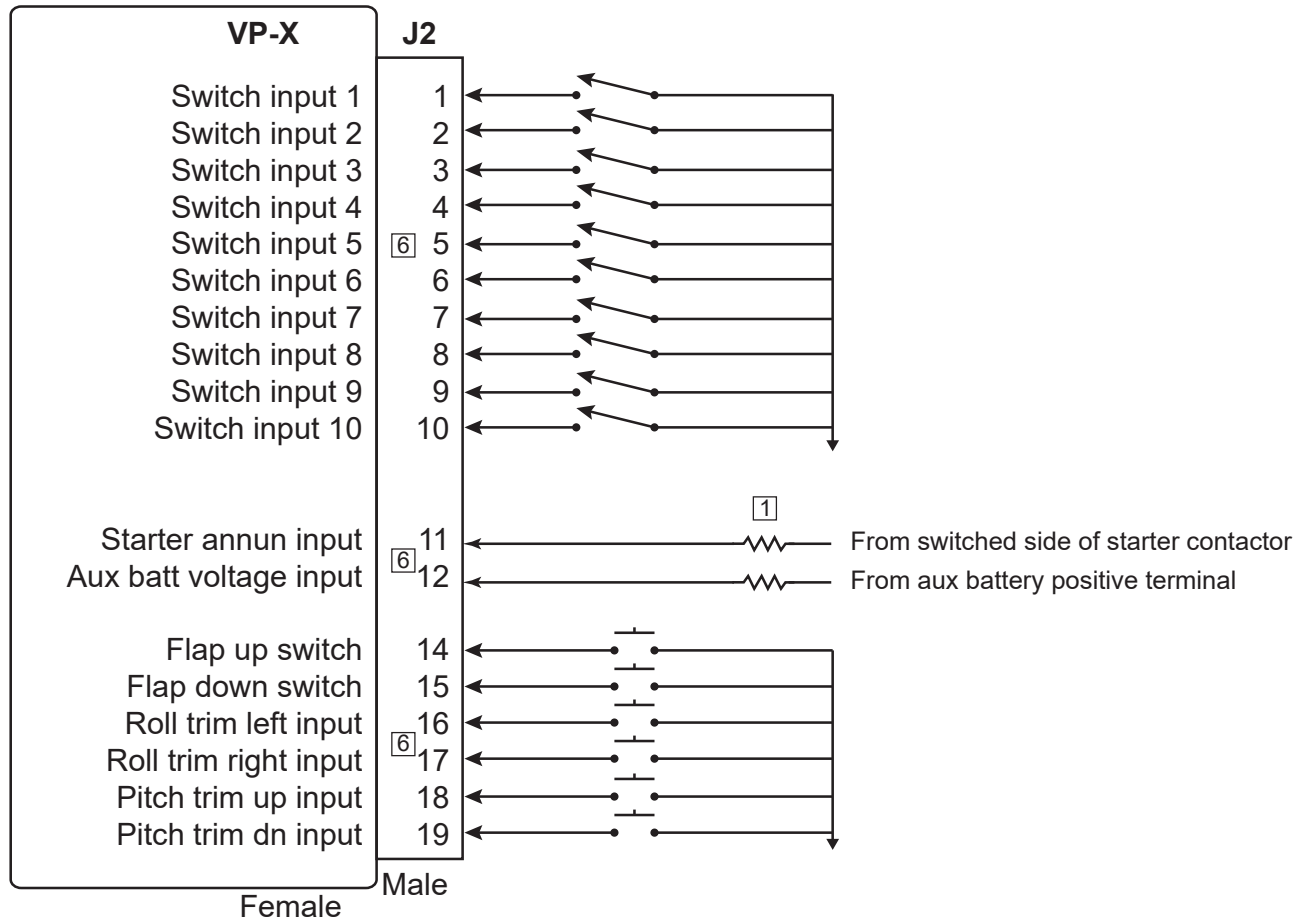 VP-X J2
Switch input 1 1
Switch input 2 2
Switch input 3 3
Switch input 4 4
Switch input 5 6 5
Switch input 6 6
Switch input 7 7
Switch input 8 8
Switch input 9 9
Switch input 10 10
1
Starter annun input 11 From switched side of starter contactor
6
Aux batt voltage input 12 From aux battery positive terminal
Flap up switch 14
Flap down switch 15
Roll trim left input 16
6
Roll trim right input 17
Pitch trim up input 18
Pitch trim dn input 19
Male
Female